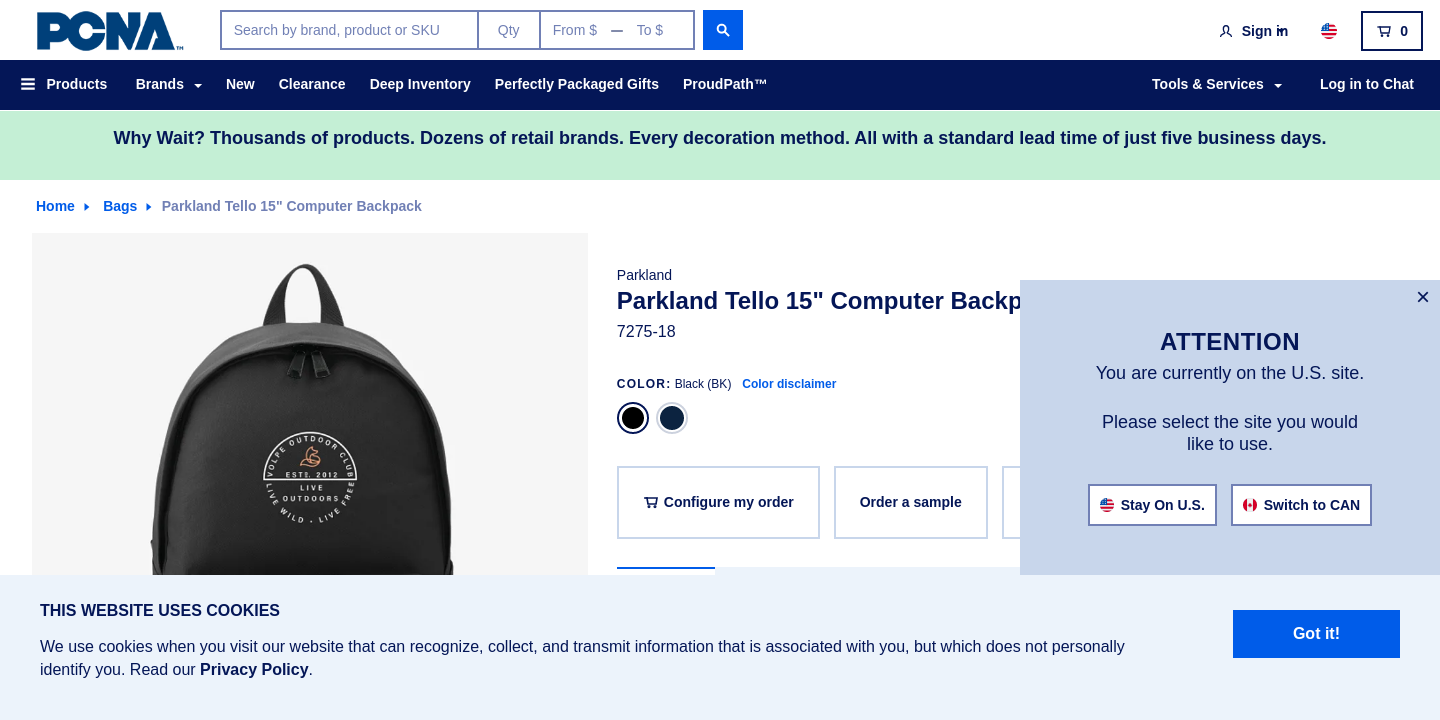 PCNA™
Search by brand, product or SKU
Qty
From $ — To $
Sign in
0
Products
Brands
New
Clearance
Deep Inventory
Perfectly Packaged Gifts
ProudPath™
Tools & Services
Log in to Chat
Why Wait? Thousands of products. Dozens of retail brands. Every decoration method. All with a standard lead time of just five business days.
Home
Bags
Parkland Tello 15" Computer Backpack
VOLPE OUTDOOR CLUB
ESTD. 2012
LIVE
OUTDOORS
LIVE WILD • LIVE FREE
Parkland
Parkland Tello 15" Computer Backp
7275-18
COLOR: Black (BK) Color disclaimer
Configure my order
Order a sample
×
ATTENTION
You are currently on the U.S. site.
Please select the site you would
like to use.
Stay On U.S.
Switch to CAN
THIS WEBSITE USES COOKIES
We use cookies when you visit our website that can recognize, collect, and transmit information that is associated with you, but which does not personally
identify you. Read our Privacy Policy.
Got it!